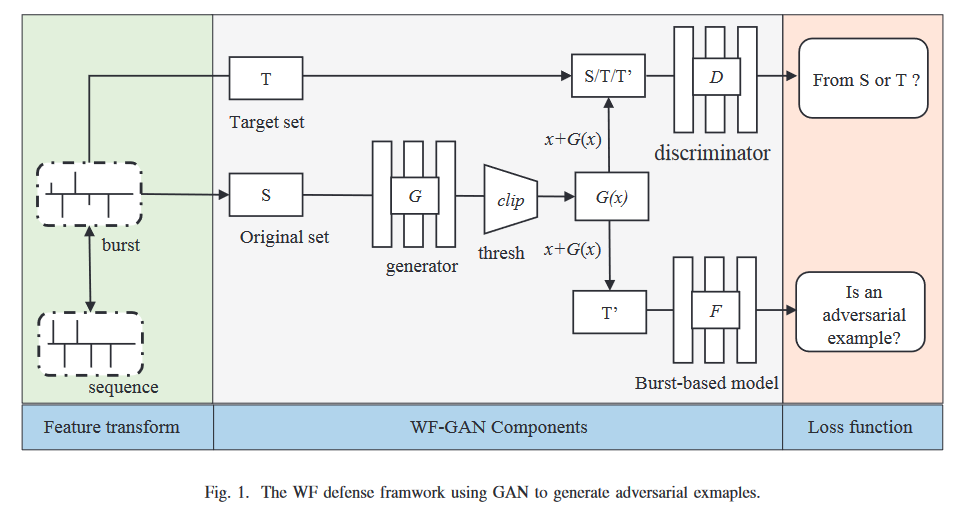 T
Target set
S/T/T’
D
discriminator
From S or T ?
x+G(x)
burst
S
Original set
G
generator
clip
thresh
G(x)
x+G(x)
T’
F
Burst-based model
Is an
adversarial
example?
sequence
Feature transform
WF-GAN Components
Loss function
Fig. 1. The WF defense framwork using GAN to generate adversarial exmaples.